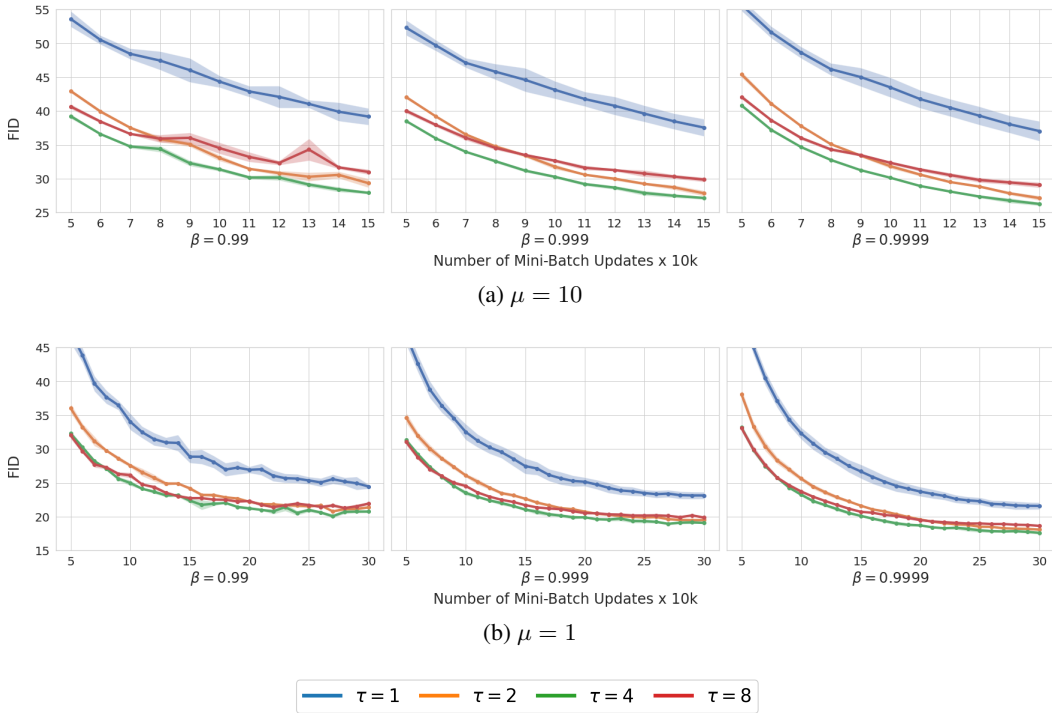 55
50
45
40
35
30
25
FID
5 6 7 8 9 10 11 12 13 14 15
5 6 7 8 9 10 11 12 13 14 15
5 6 7 8 9 10 11 12 13 14 15
β = 0.99
β = 0.999
β = 0.9999
Number of Mini-Batch Updates x 10k
(a) μ = 10
45
40
35
30
25
20
15
FID
5 10 15 20 25 30
5 10 15 20 25 30
5 10 15 20 25 30
β = 0.99
β = 0.999
β = 0.9999
Number of Mini-Batch Updates x 10k
(b) μ = 1
τ = 1 τ = 2 τ = 4 τ = 8